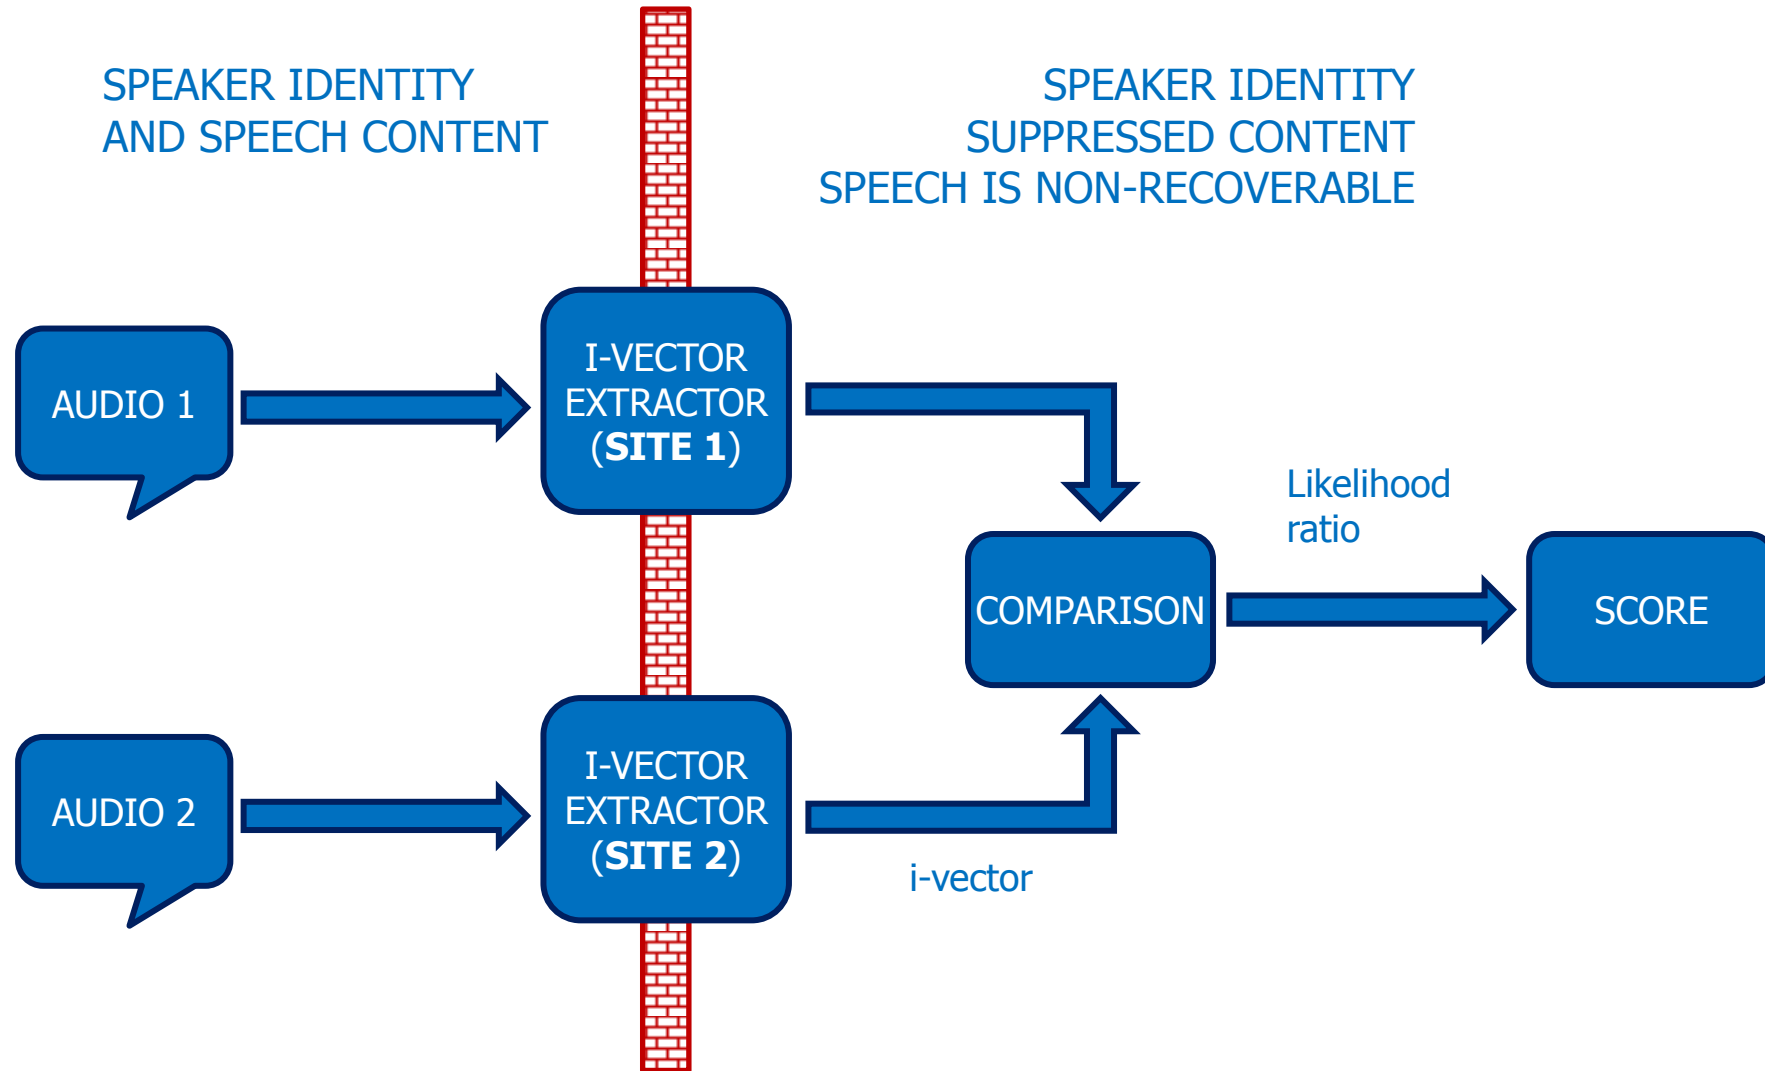 SPEAKER IDENTITY
AND SPEECH CONTENT
SPEAKER IDENTITY
SUPPRESSED CONTENT
SPEECH IS NON-RECOVERABLE
AUDIO 1
I-VECTOR
EXTRACTOR
(SITE 1)
Likelihood
ratio
COMPARISON
SCORE
AUDIO 2
I-VECTOR
EXTRACTOR
(SITE 2)
i-vector